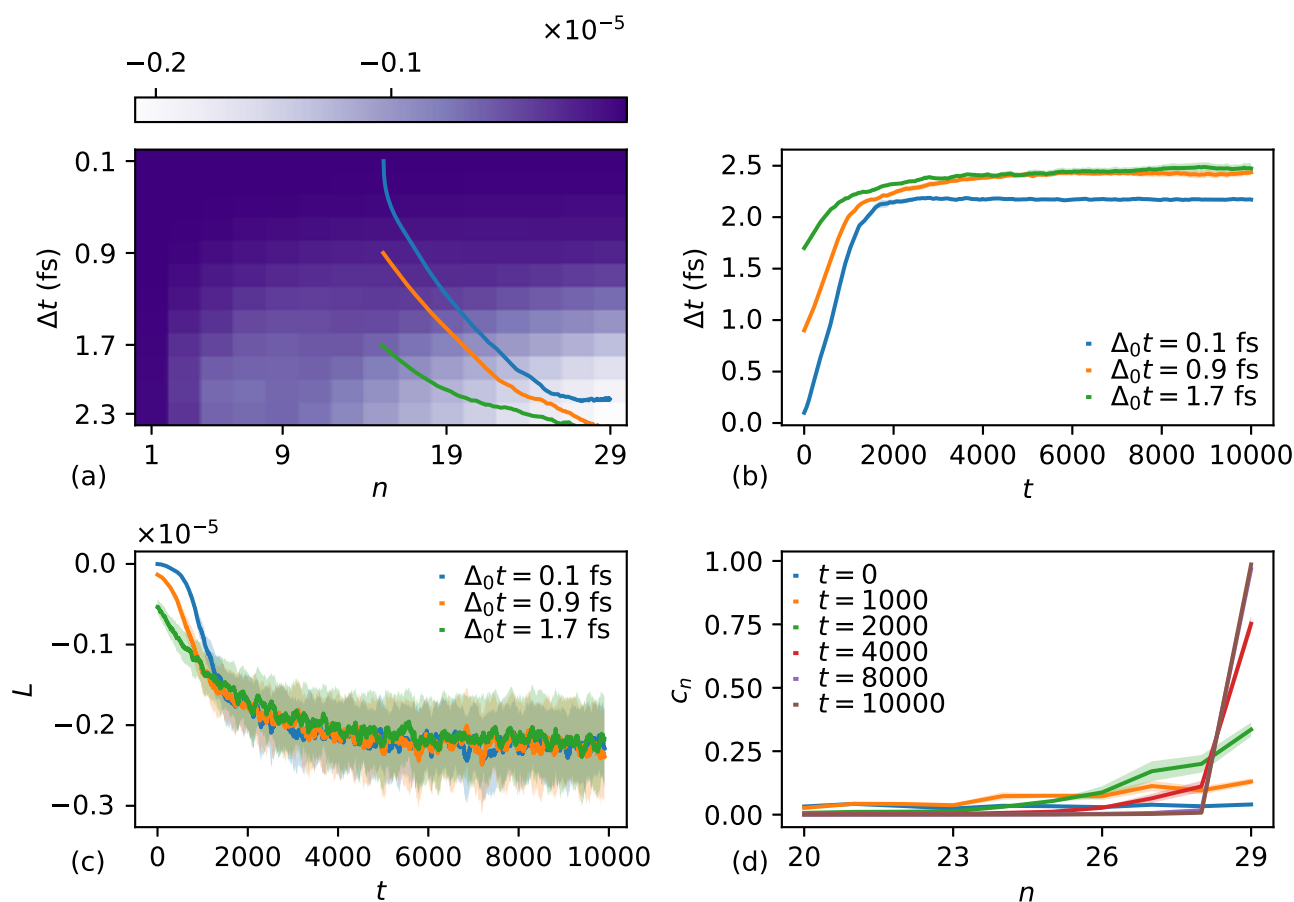 ×10⁻⁵
−0.2 −0.1
0.1
0.9
1.7
2.3
Δt (fs)
1 9 19 29
n
(a)
2.5
2.0
1.5
1.0
0.5
0.0
Δt (fs)
Δ₀t = 0.1 fs
Δ₀t = 0.9 fs
Δ₀t = 1.7 fs
0 2000 4000 6000 8000 10000
t
(b)
×10⁻⁵
0.0
−0.1
−0.2
−0.3
L
Δ₀t = 0.1 fs
Δ₀t = 0.9 fs
Δ₀t = 1.7 fs
0 2000 4000 6000 8000 10000
t
(c)
1.00
0.75
0.50
0.25
0.00
cₙ
t = 0
t = 1000
t = 2000
t = 4000
t = 8000
t = 10000
20 23 26 29
n
(d)